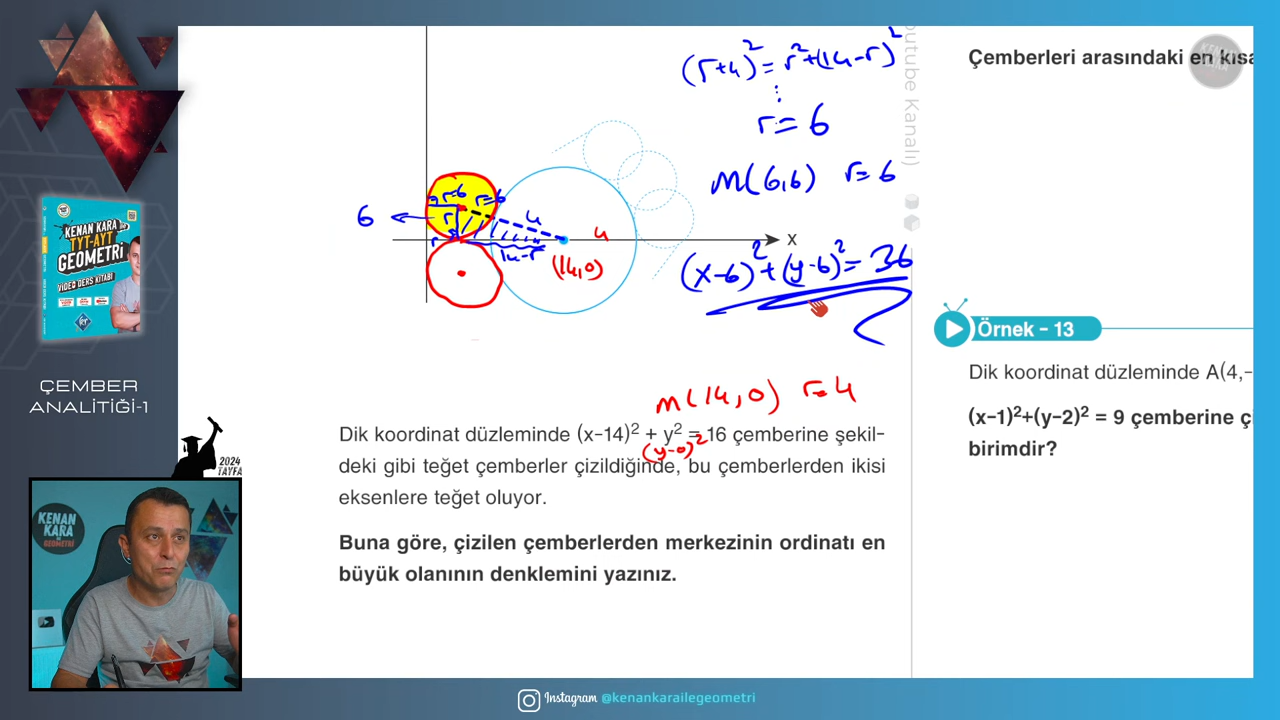 (r+4)² = r²+(14-r)²
⋮
r = 6
M(6,6) r=6
(x-6)²+(y-6)² = 36
6
r=6
r=6
r
r
4
14-r
4
(14,0)
x
outube Kanalı)
M(14,0) r=4
Dik koordinat düzleminde (x-14)² + y² = 16 çemberine şekil-
(y-0)²
deki gibi teğet çemberler çizildiğinde, bu çemberlerden ikisi
eksenlere teğet oluyor.
Buna göre, çizilen çemberlerden merkezinin ordinatı en
büyük olanının denklemini yazınız.
Çemberleri arasındaki en kısa
Örnek - 13
Dik koordinat düzleminde A(4,-
(x-1)²+(y-2)² = 9 çemberine ç
birimdir?
KENAN KARA
TYT-AYT
GEOMETRİ
VİDEO DERS KİTABI
ÇEMBER
ANALİTİĞİ-1
2024
TAYFA
KENAN
KARA
ile
GEOMETRİ
Instagram @kenankarailegeometri